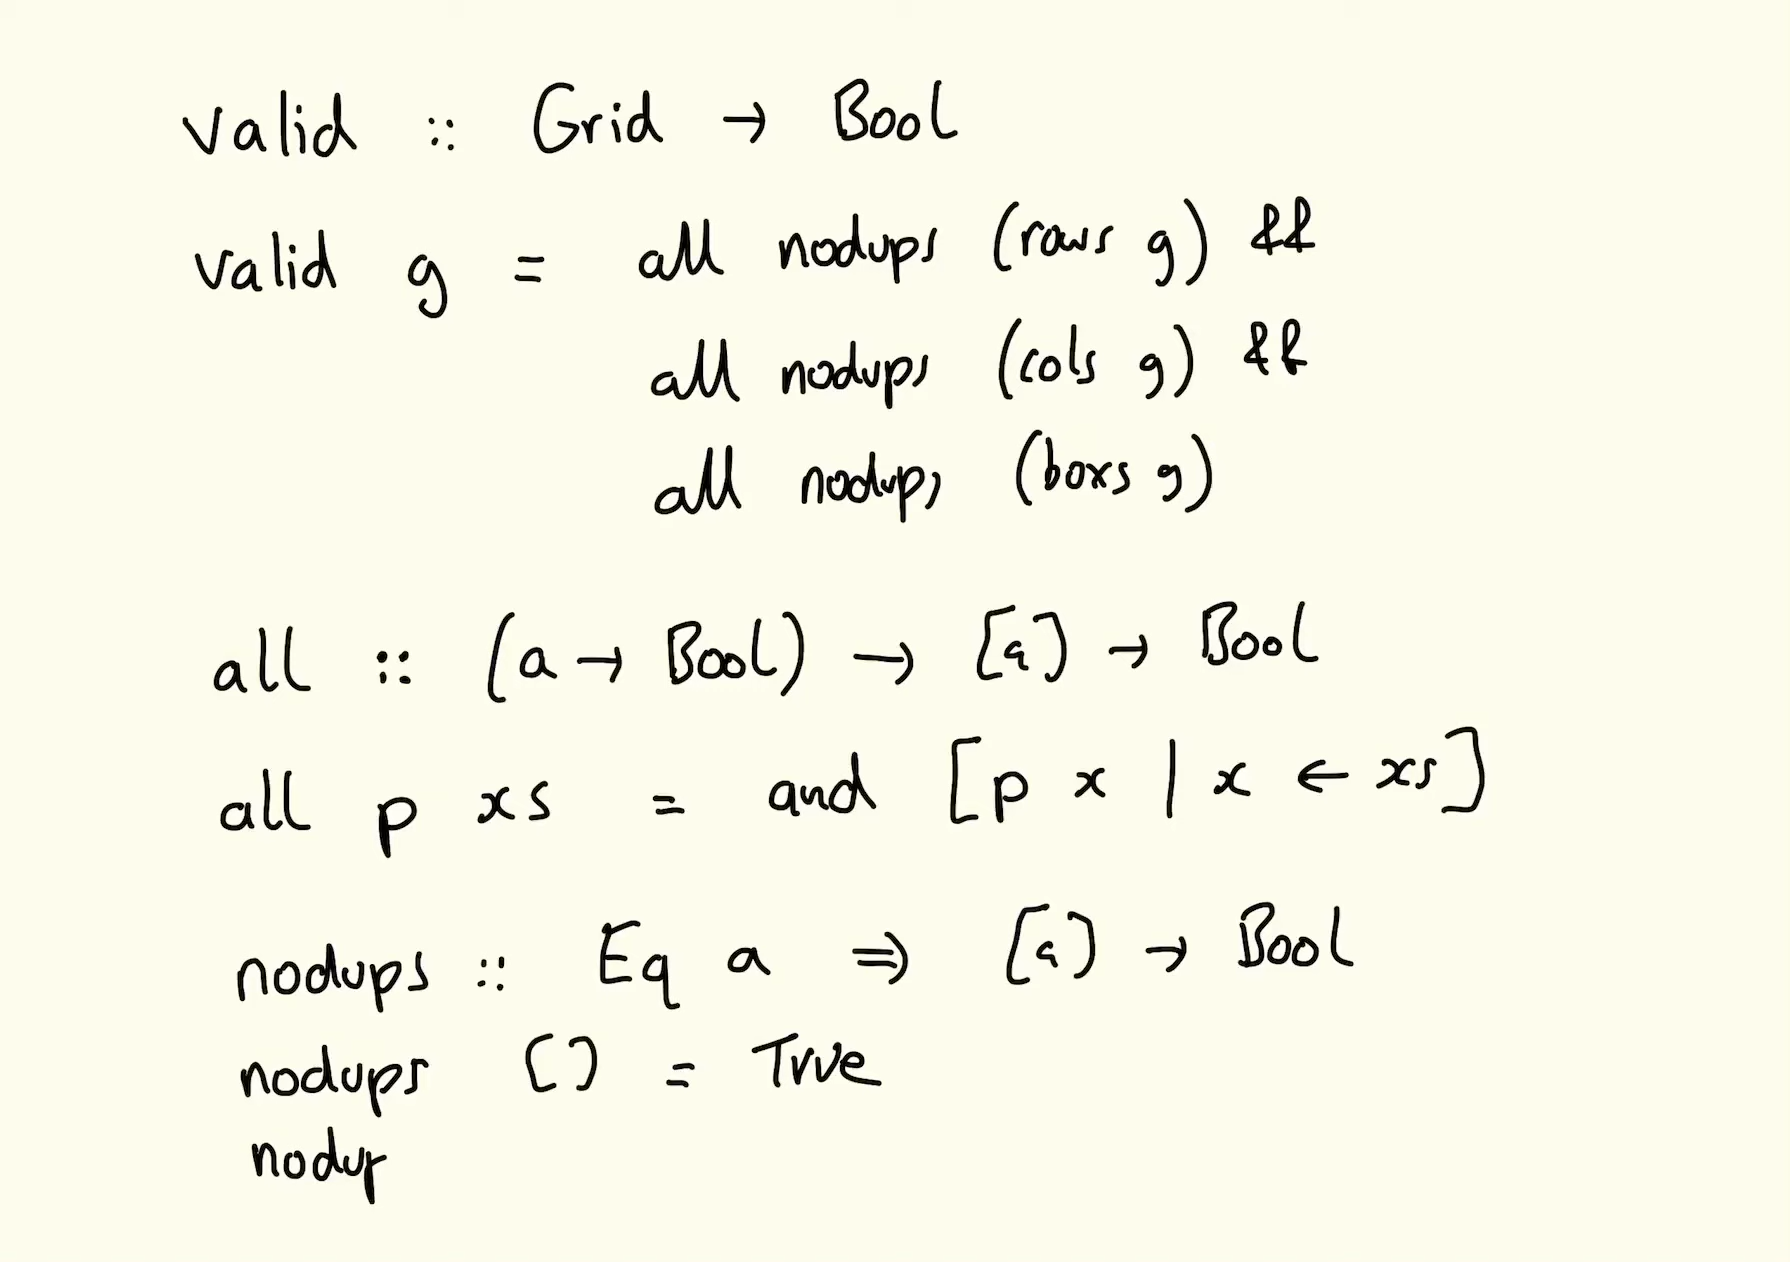 valid :: Grid → Bool
valid g = all nodups (rows g) &&
all nodups (cols g) &&
all nodups (boxs g)
all :: (a → Bool) → [a] → Bool
all p xs = and [p x | x ← xs]
nodups :: Eq a ⇒ [a] → Bool
nodups [] = True
nodup